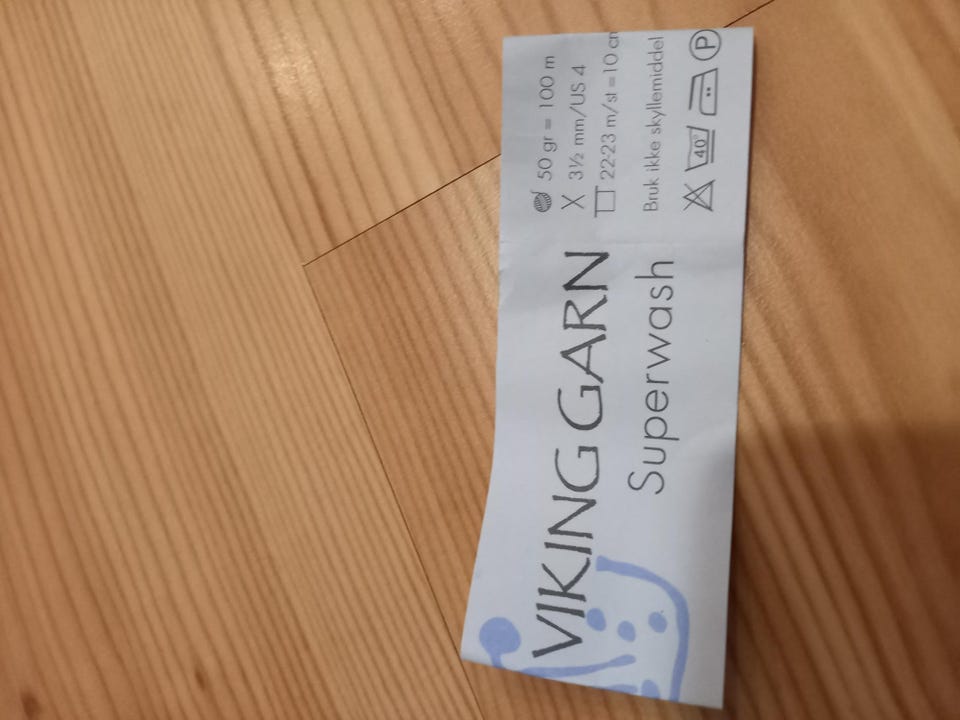 VIKING GARN
Superwash
50 gr = 100 m
3½ mm/US 4
22-23 m/st = 10 cm
Bruk ikke skyllemiddel
40°
P